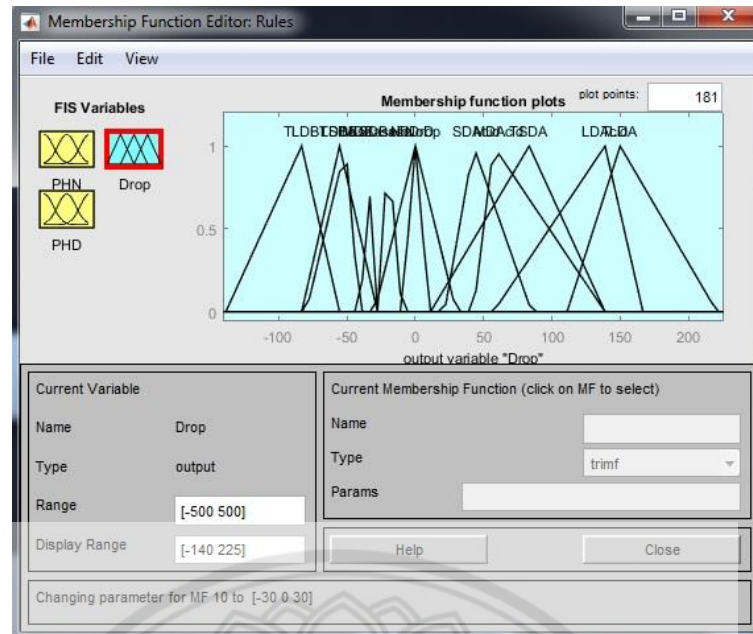 Membership Function Editor: Rules
File Edit View
FIS Variables
PHN
Drop
PHD
Membership function plots
plot points:
181
1
0.5
0
-100 -50 0 50 100 150 200
output variable "Drop"
Current Variable
Name Drop
Type output
Range [-500 500]
Display Range [-140 225]
Current Membership Function (click on MF to select)
Name
Type trimf
Params
Help Close
Changing parameter for MF 10 to [-30 0 30]